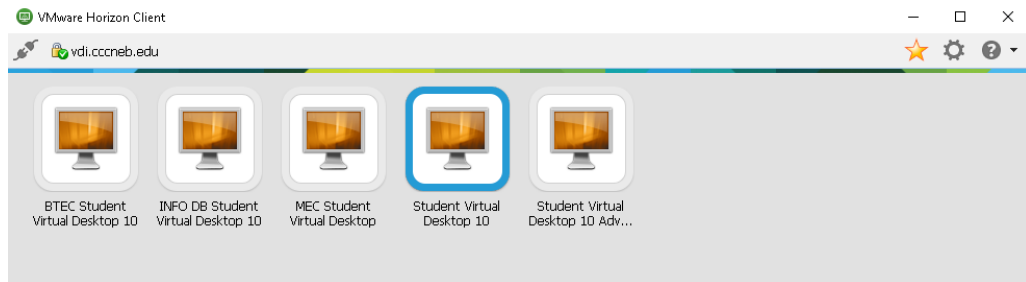 VMware Horizon Client
vdi.cccneb.edu
BTEC Student
Virtual Desktop 10
INFO DB Student
Virtual Desktop 10
MEC Student
Virtual Desktop
Student Virtual
Desktop 10
Student Virtual
Desktop 10 Adv...